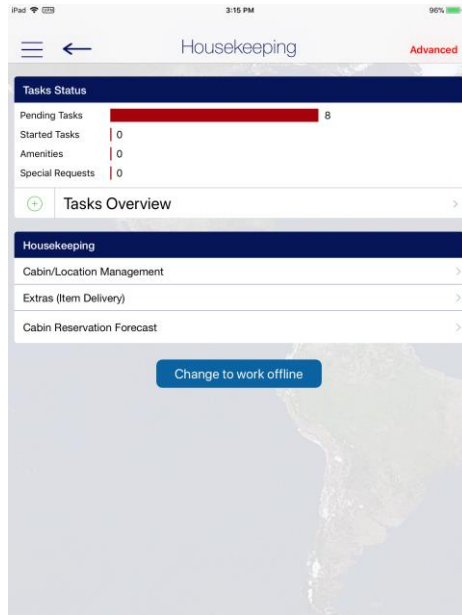 iPad VPN 3:15 PM 96%
Housekeeping
Advanced
Tasks Status
Pending Tasks 8
Started Tasks 0
Amenities 0
Special Requests 0
Tasks Overview
Housekeeping
Cabin/Location Management
Extras (Item Delivery)
Cabin Reservation Forecast
Change to work offline